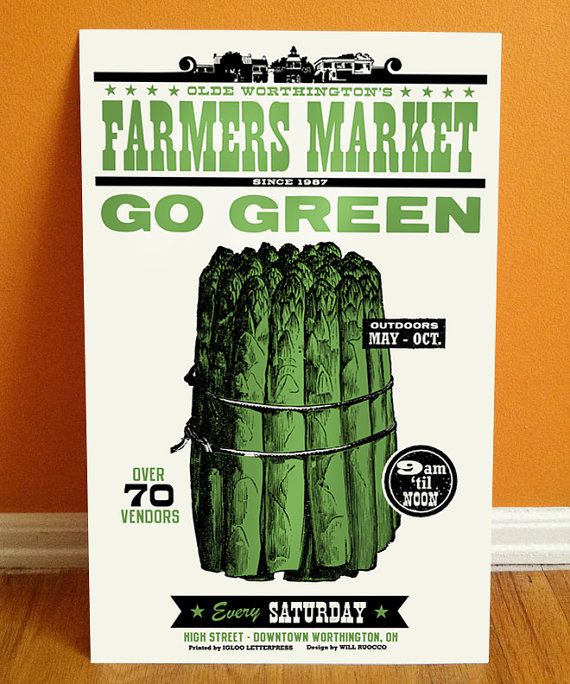 OLDE WORTHINGTON'S
FARMERS MARKET
SINCE 1987
GO GREEN
OUTDOORS
MAY - OCT.
9am
'til
NOON
OVER
70
VENDORS
Every SATURDAY
HIGH STREET - DOWNTOWN WORTHINGTON, OH
Printed by IGLOO LETTERPRESS Design by WILL RUOCCO